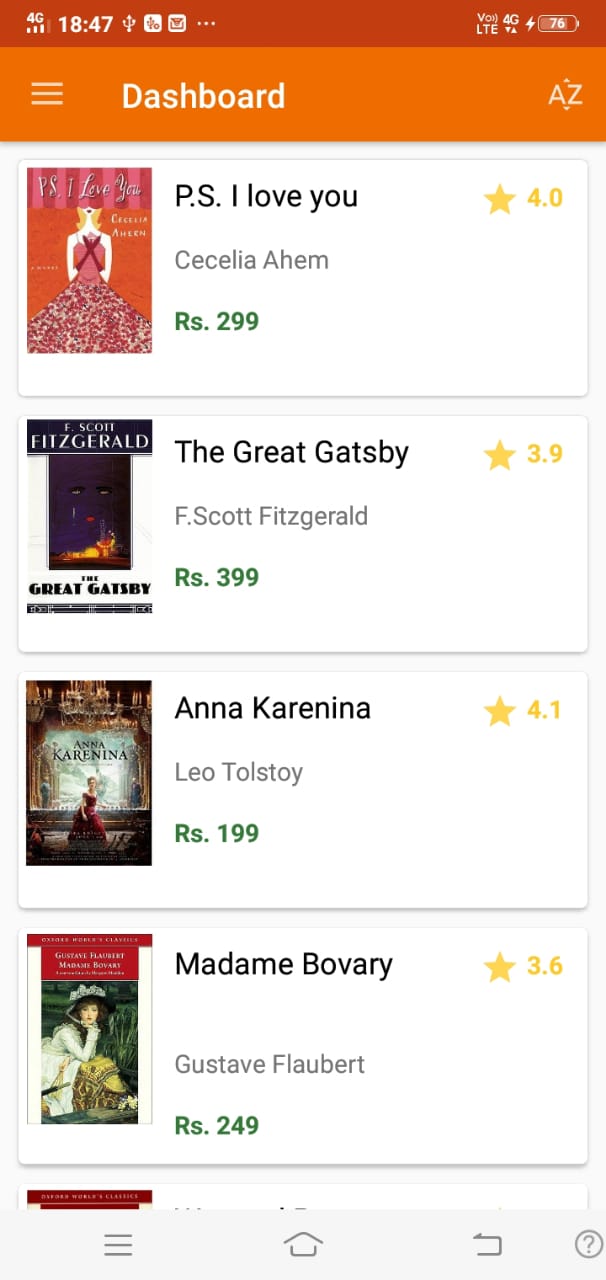 4G 18:47 ... Vo) LTE 4G 76
Dashboard AZ
P.S. I Love You
CECELIA
AHERN
A NOVEL
P.S. I love you 4.0
Cecelia Ahem
Rs. 299
F. SCOTT
FITZGERALD
THE
GREAT GATSBY
The Great Gatsby 3.9
F.Scott Fitzgerald
Rs. 399
ANNA
KARENINA
Anna Karenina 4.1
Leo Tolstoy
Rs. 199
OXFORD WORLD'S CLASSICS
GUSTAVE FLAUBERT
MADAME BOVARY
Madame Bovary 3.6
Gustave Flaubert
Rs. 249
OXFORD WORLD'S CLASSICS
?